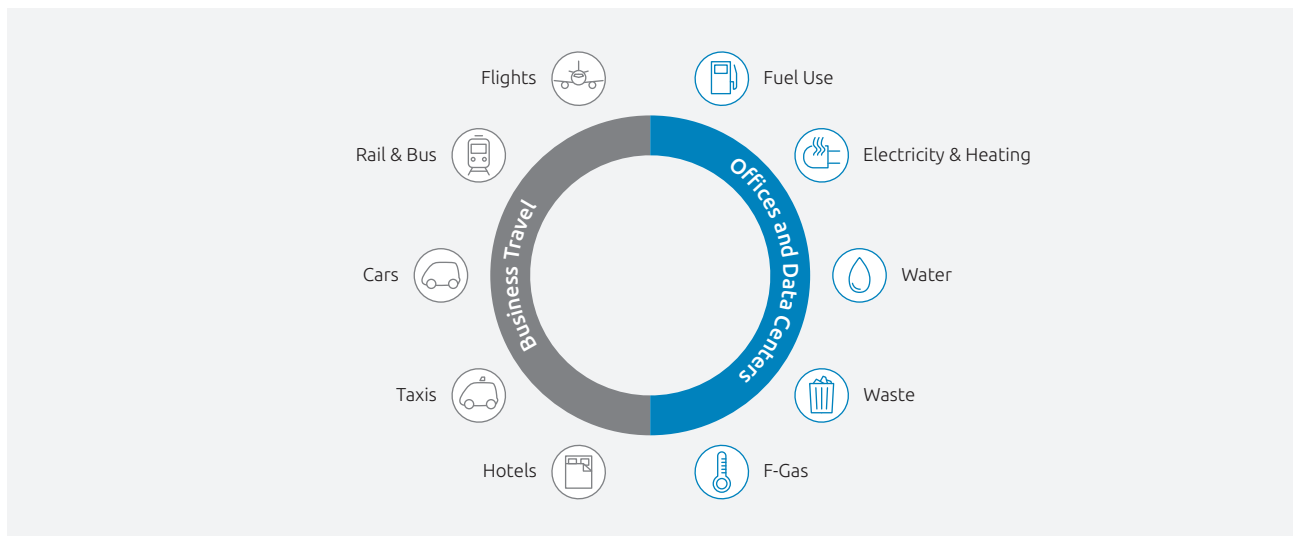 Flights
Fuel Use
Rail & Bus
Electricity & Heating
Business Travel
Offices and Data Centers
Cars
Water
Taxis
Waste
Hotels
F-Gas